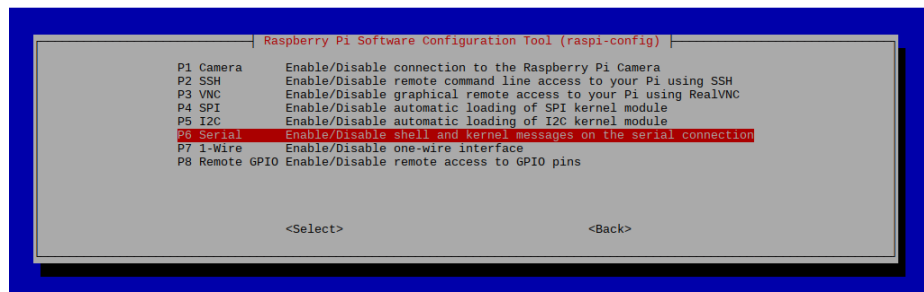 Raspberry Pi Software Configuration Tool (raspi-config)
P1 Camera Enable/Disable connection to the Raspberry Pi Camera
P2 SSH Enable/Disable remote command line access to your Pi using SSH
P3 VNC Enable/Disable graphical remote access to your Pi using RealVNC
P4 SPI Enable/Disable automatic loading of SPI kernel module
P5 I2C Enable/Disable automatic loading of I2C kernel module
P6 Serial Enable/Disable shell and kernel messages on the serial connection
P7 1-Wire Enable/Disable one-wire interface
P8 Remote GPIO Enable/Disable remote access to GPIO pins
<Select> <Back>